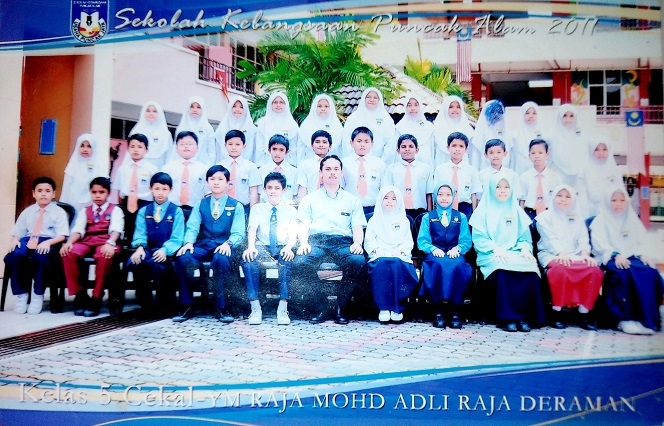 Sekolah Kebangsaan Puncak Alam 2011
Kelas 5 Cekal - YM RAJA MOHD ADLI RAJA DERAMAN